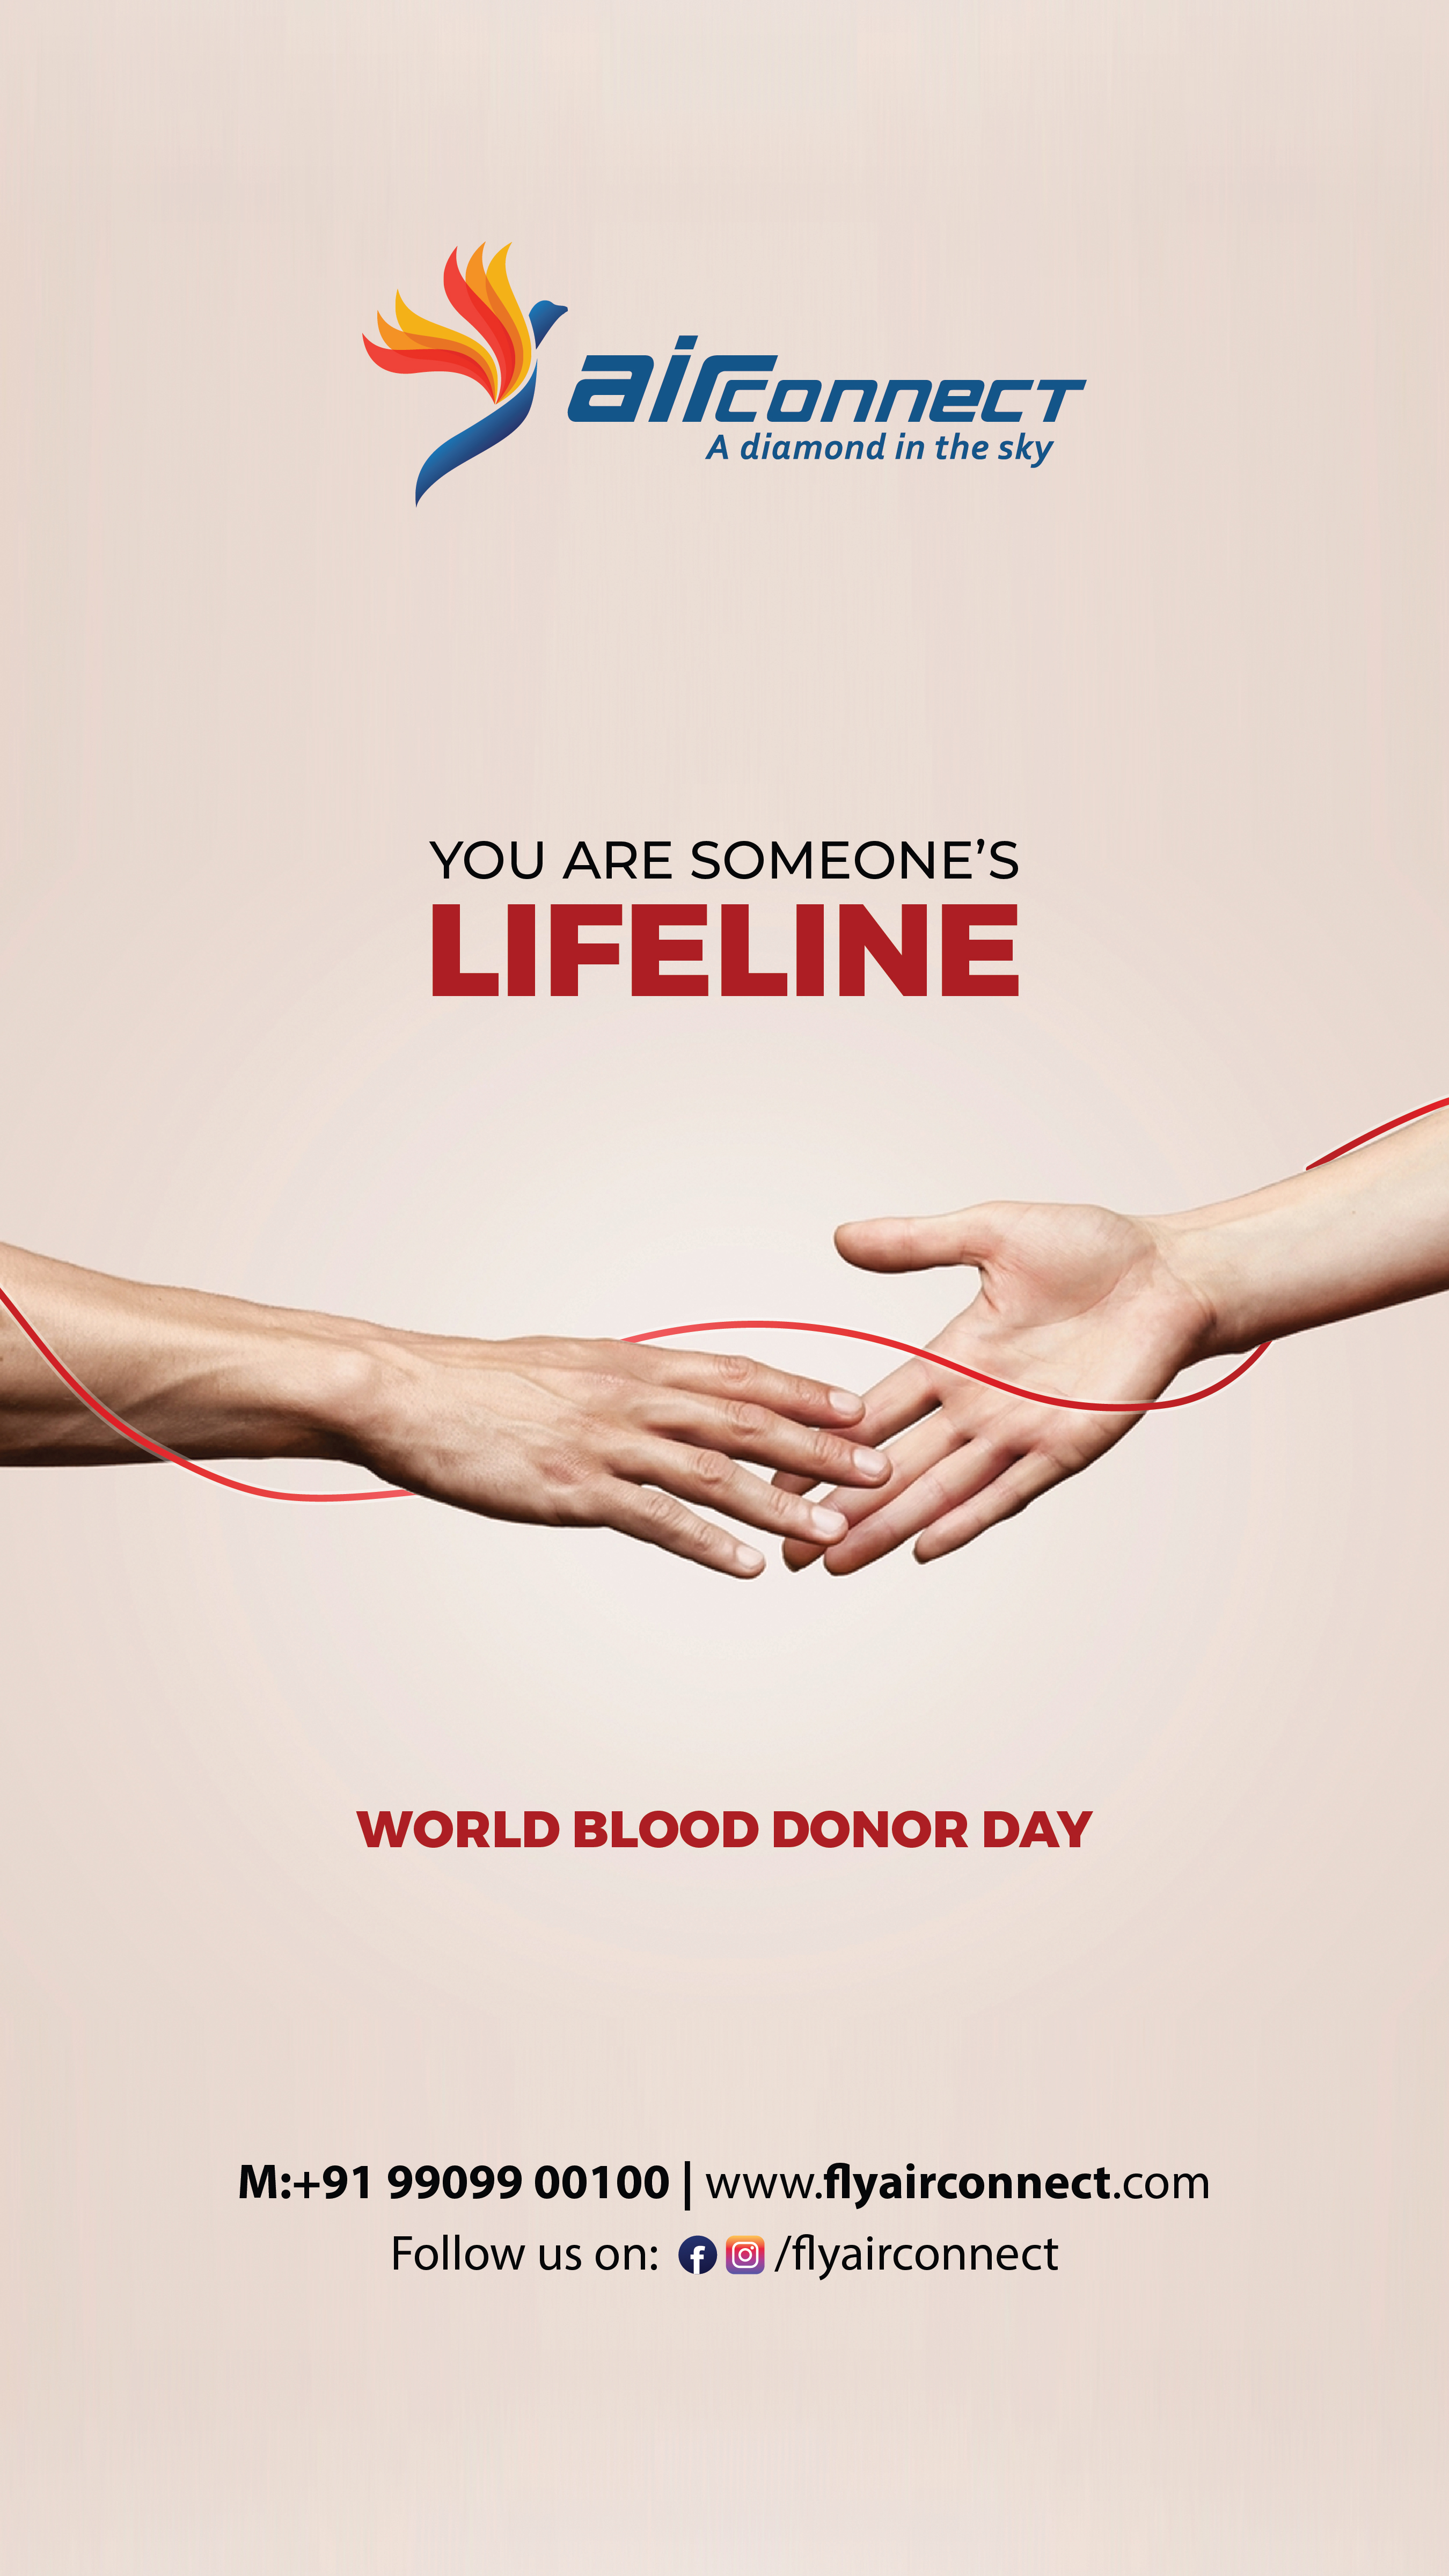 airconnect
A diamond in the sky
YOU ARE SOMEONE’S
LIFELINE
WORLD BLOOD DONOR DAY
M:+91 99099 00100 | www.flyairconnect.com
Follow us on: /flyairconnect